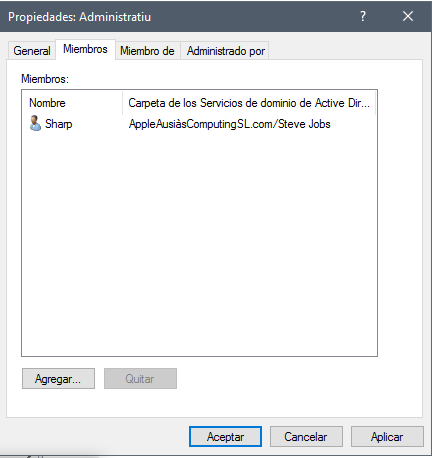 Propiedades: Administratiu
General Miembros Miembro de Administrado por
Miembros:
Nombre Carpeta de los Servicios de dominio de Active Dir...
Sharp AppleAusiàsComputingSL.com/Steve Jobs
Agregar... Quitar
Aceptar Cancelar Aplicar